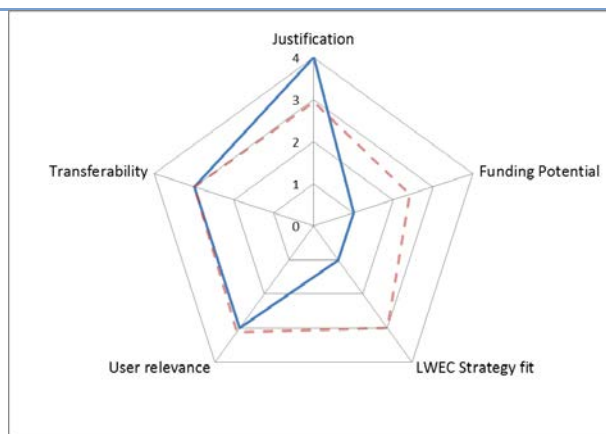 Justification
4
3
Transferability
Funding Potential
2
1
0
User relevance
LWEC Strategy fit